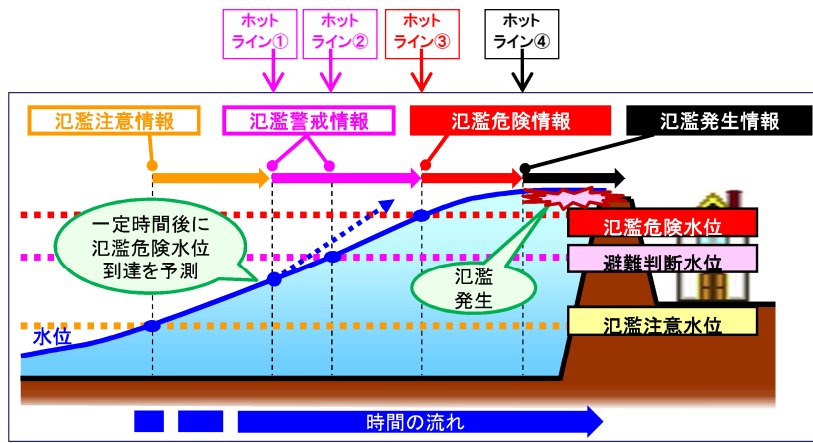 ホット
ライン①
ホット
ライン②
ホット
ライン③
ホット
ライン④
氾濫注意情報
氾濫警戒情報
氾濫危険情報
氾濫発生情報
一定時間後に
氾濫危険水位
到達を予測
氾濫
発生
氾濫危険水位
避難判断水位
氾濫注意水位
水位
時間の流れ